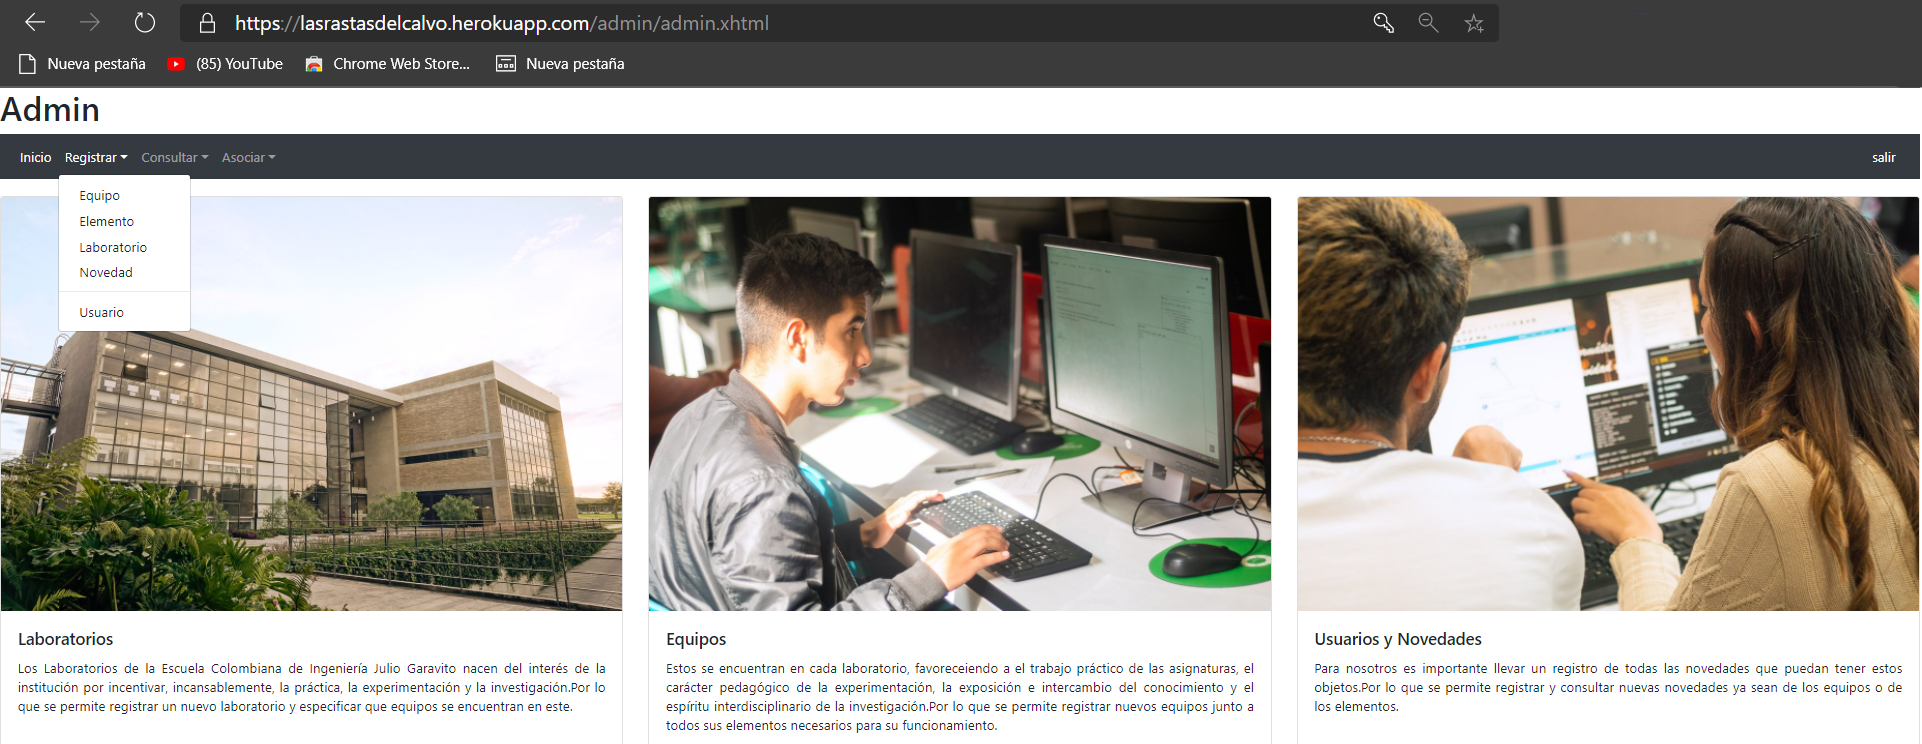 https://lasrastasdelcalvo.herokuapp.com/admin/admin.xhtml
Nueva pestaña (85) YouTube Chrome Web Store... Nueva pestaña
Admin
Inicio Registrar Consultar Asociar salir
Equipo
Elemento
Laboratorio
Novedad
Usuario
Laboratorios
Los Laboratorios de la Escuela Colombiana de Ingeniería Julio Garavito nacen del interés de la
institución por incentivar, incansablemente, la práctica, la experimentación y la investigación.Por lo
que se permite registrar un nuevo laboratorio y especificar que equipos se encuentran en este.
Equipos
Estos se encuentran en cada laboratorio, favoreceiendo a el trabajo práctico de las asignaturas, el
carácter pedagógico de la experimentación, la exposición e intercambio del conocimiento y el
espíritu interdisciplinario de la investigación.Por lo que se permite registrar nuevos equipos junto a
todos sus elementos necesarios para su funcionamiento.
Usuarios y Novedades
Para nosotros es importante llevar un registro de todas las novedades que puedan tener estos
objetos.Por lo que se permite registrar y consultar nuevas novedades ya sean de los equipos o de
los elementos.